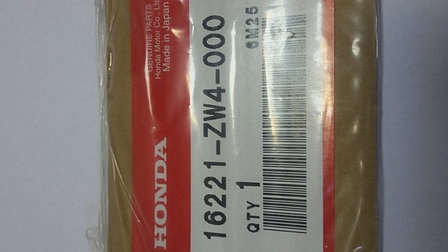 GENUINE PARTS
Honda Motor Co., Ltd.
Made in Japan
HONDA
16221-ZW4-000
QTY 1
6M25